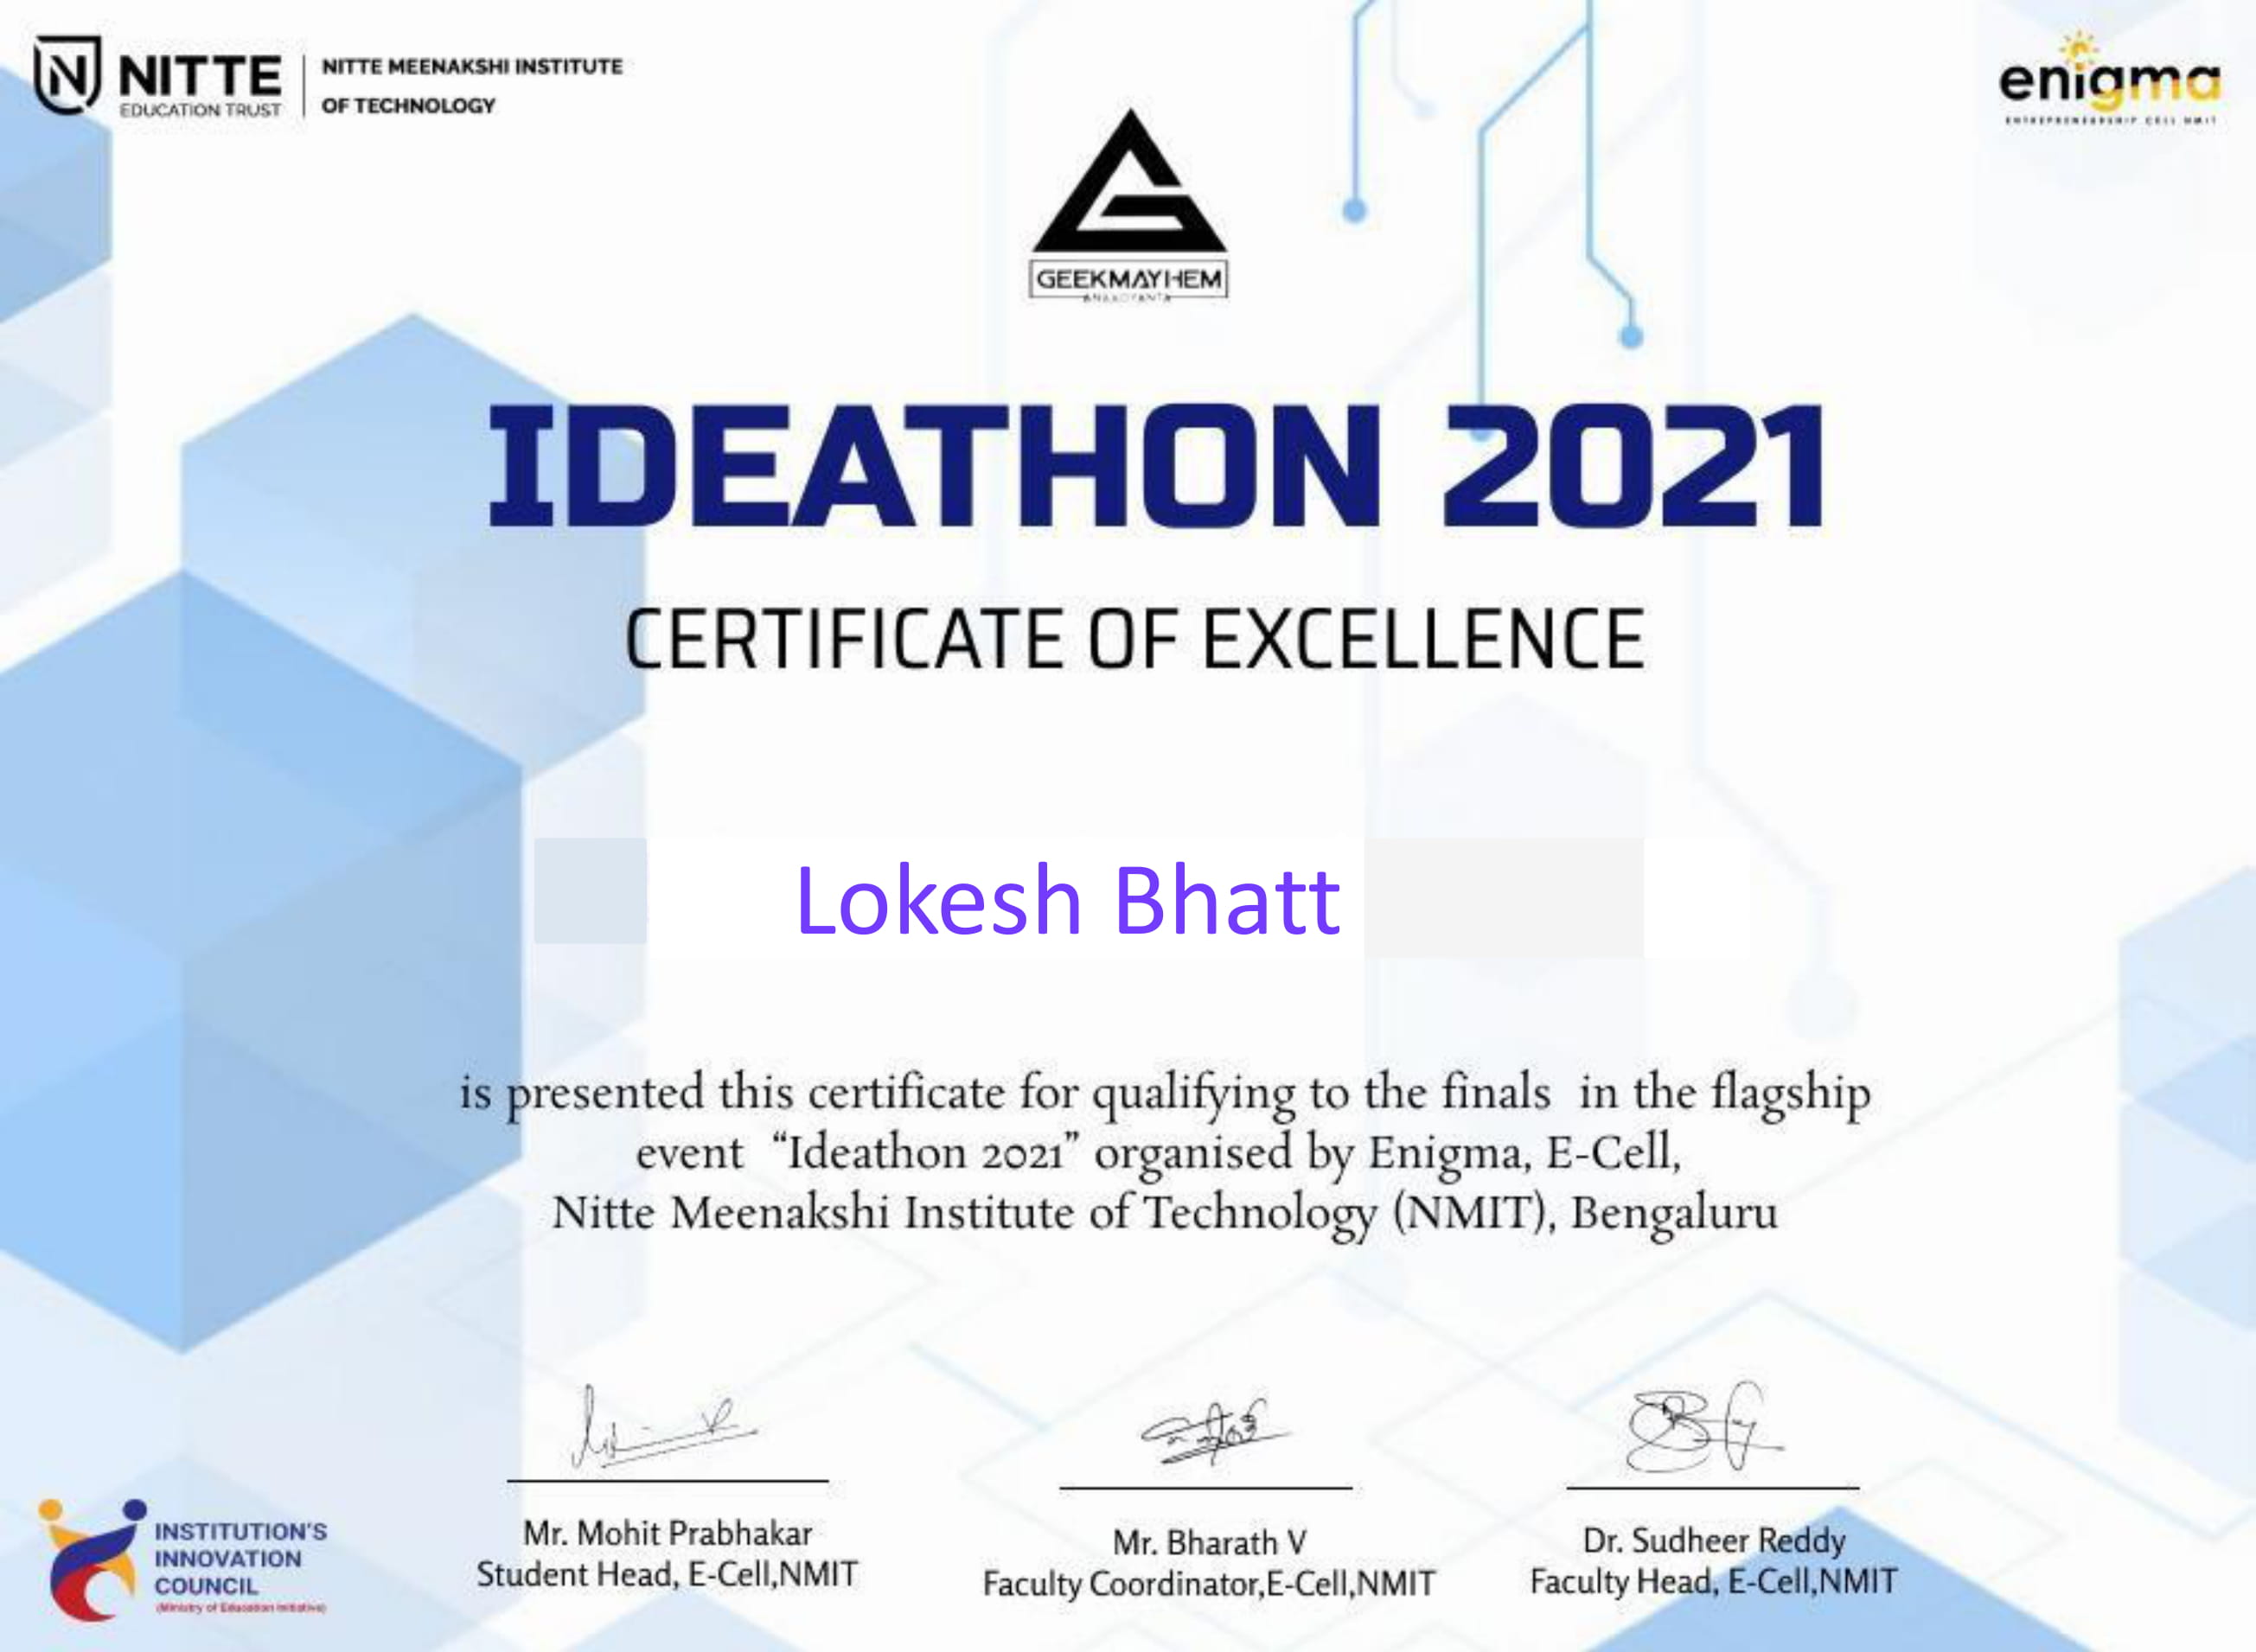 NITTE
EDUCATION TRUST
NITTE MEENAKSHI INSTITUTE
OF TECHNOLOGY
enigma
ENTREPRENEURSHIP CELL NMIT
GEEKMAYHEM
IDEATHON 2021
CERTIFICATE OF EXCELLENCE
Lokesh Bhatt
is presented this certificate for qualifying to the finals in the flagship
event “Ideathon 2021” organised by Enigma, E-Cell,
Nitte Meenakshi Institute of Technology (NMIT), Bengaluru
Mr. Mohit Prabhakar
Student Head, E-Cell,NMIT
Mr. Bharath V
Faculty Coordinator,E-Cell,NMIT
Dr. Sudheer Reddy
Faculty Head, E-Cell,NMIT
INSTITUTION'S
INNOVATION
COUNCIL
(Ministry of Education Initiative)